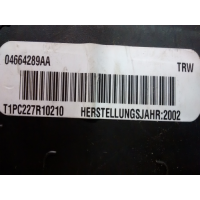 04664289AA TRW
T1PC227R10210 HERSTELLUNGSJAHR:2002